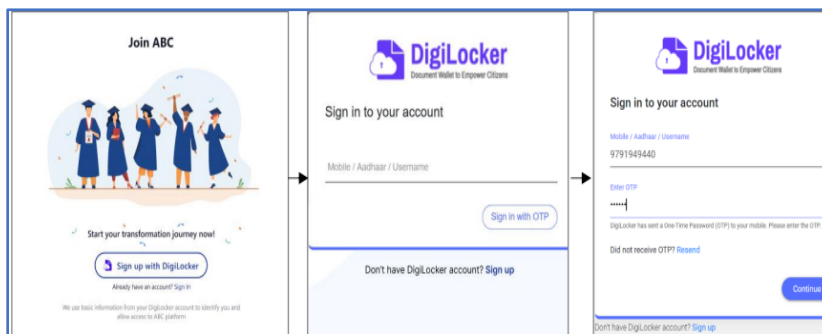 Join ABC
Start your transformation journey now!
Sign up with DigiLocker
Already have an account? Sign In
We use basic information from your DigiLocker account to identify you and
allow access to ABC platform
DigiLocker
Document Wallet to Empower Citizens
Sign in to your account
Mobile / Aadhaar / Username
Sign in with OTP
Don't have DigiLocker account? Sign up
DigiLocker
Document Wallet to Empower Citizens
Sign in to your account
Mobile / Aadhaar / Username
9791949440
Enter OTP
DigiLocker has sent a One-Time Password (OTP) to your mobile. Please enter the OTP
Did not receive OTP? Resend
Continue
Don't have DigiLocker account? Sign up